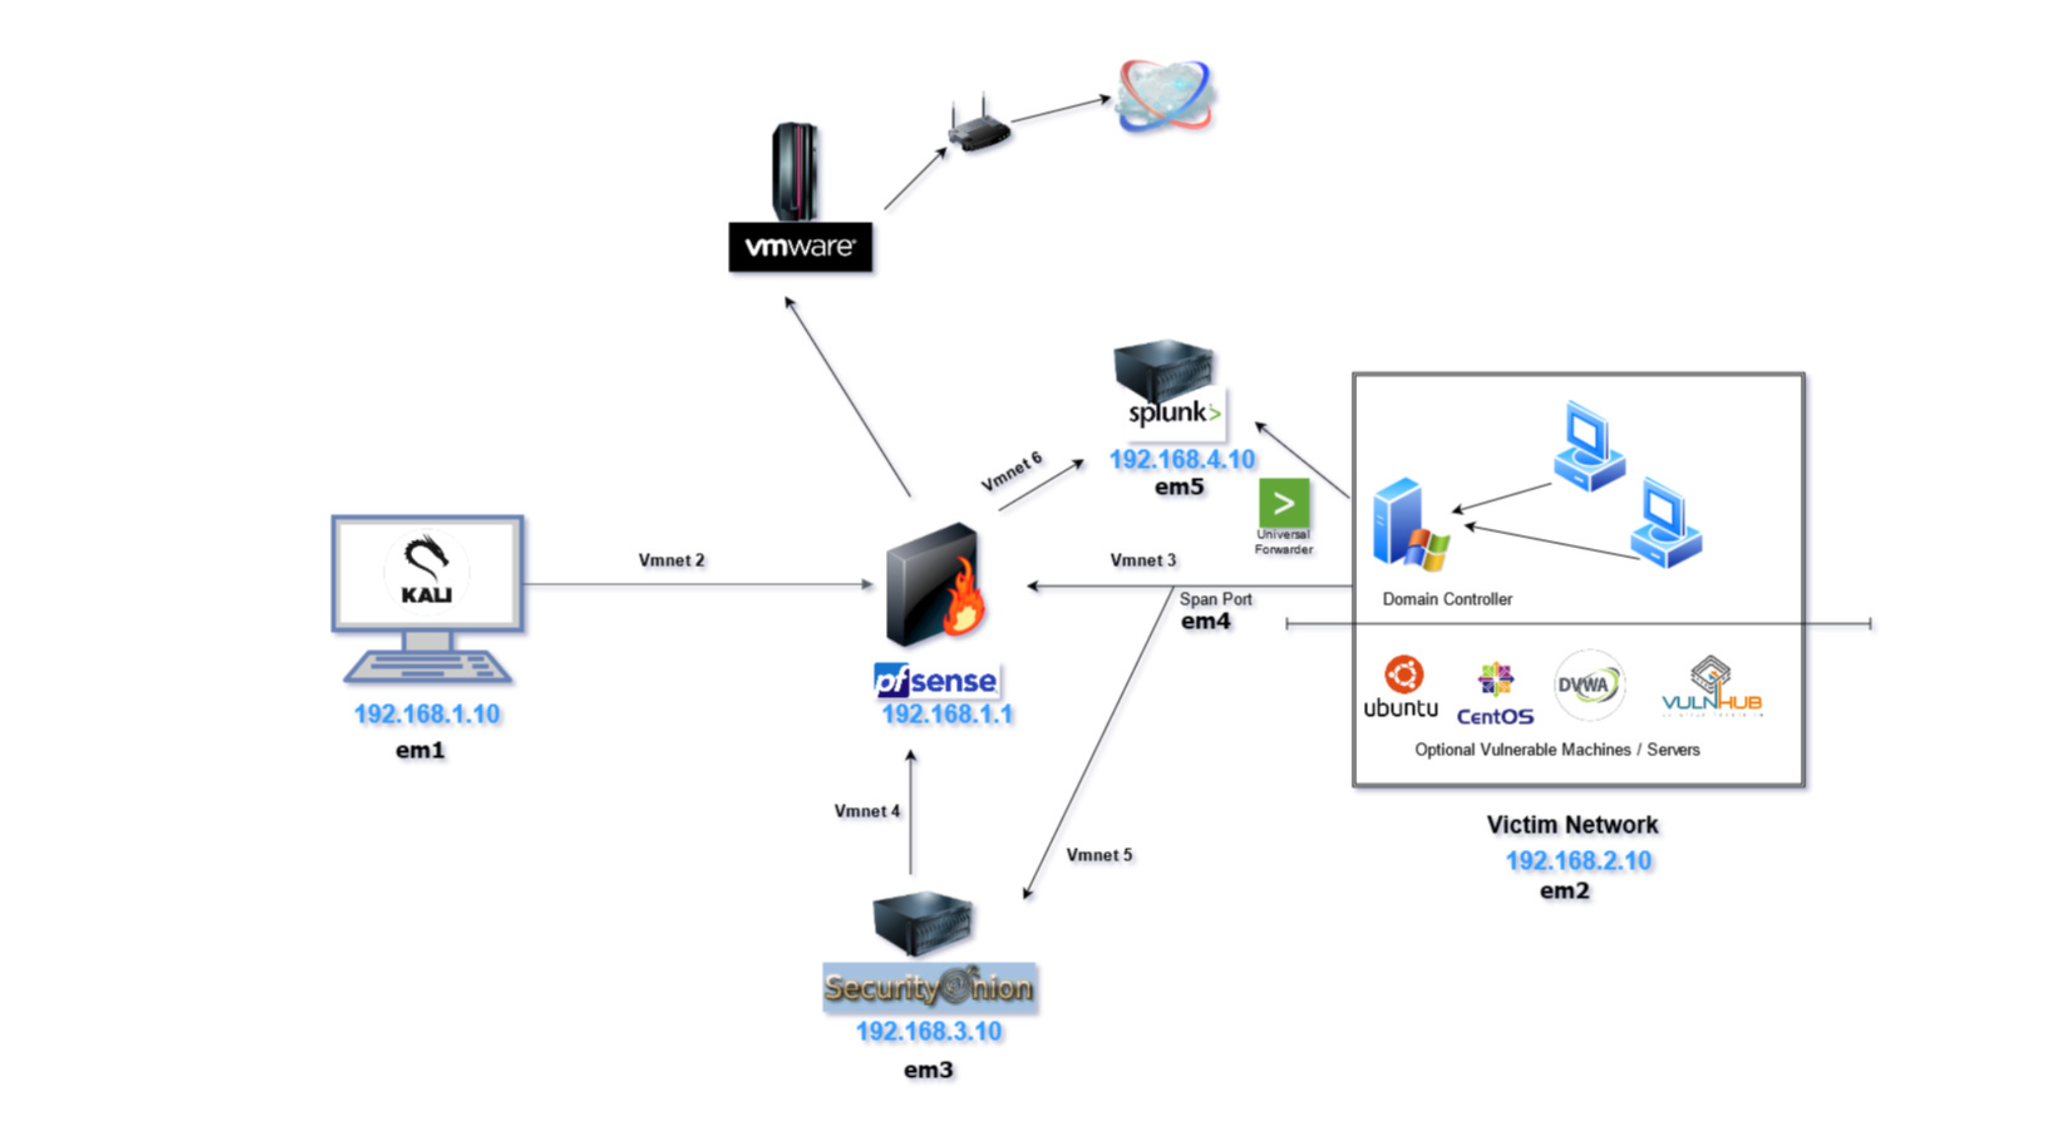 vmware
splunk>
192.168.4.10
em5
Vmnet 6
>
Universal
Forwarder
KALI
192.168.1.10
em1
Vmnet 2
pfsense
192.168.1.1
Vmnet 3
Span Port
em4
Domain Controller
ubuntu
CentOS
DVWA
VULNHUB
Optional Vulnerable Machines / Servers
Victim Network
192.168.2.10
em2
Vmnet 4
Vmnet 5
Security Onion
192.168.3.10
em3